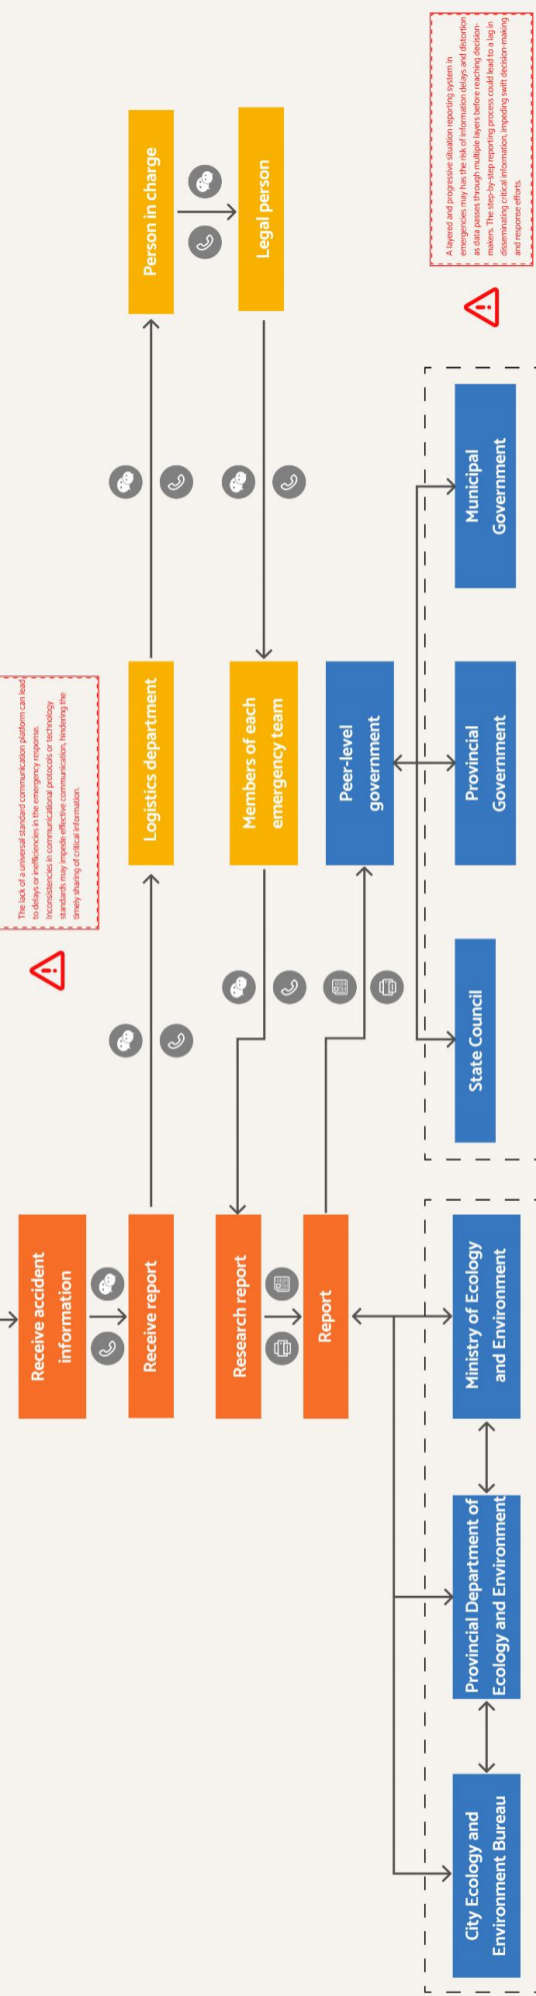 The lack of a universal standard communication platform can lead
to delays or inefficiencies in the emergency response.
Inconsistencies in communicational protocols or technology
standards may impede effective communication, hindering the
timely sharing of critical information.
Receive accident
information
Receive report
Logistics department
Person in charge
Legal person
Members of each
emergency team
Research report
Report
Peer-level
government
City Ecology and
Environment Bureau
Provincial Department of
Ecology and Environment
Ministry of Ecology
and Environment
State Council
Provincial
Government
Municipal
Government
A layered and progressive situation reporting system in
emergencies may has the risk of information delays and distortion
as data passes through multiple layers before reaching decision-
makers. The step-by-step reporting process could lead to a lag in
disseminating critical information, impeding swift decision-making
and response efforts.